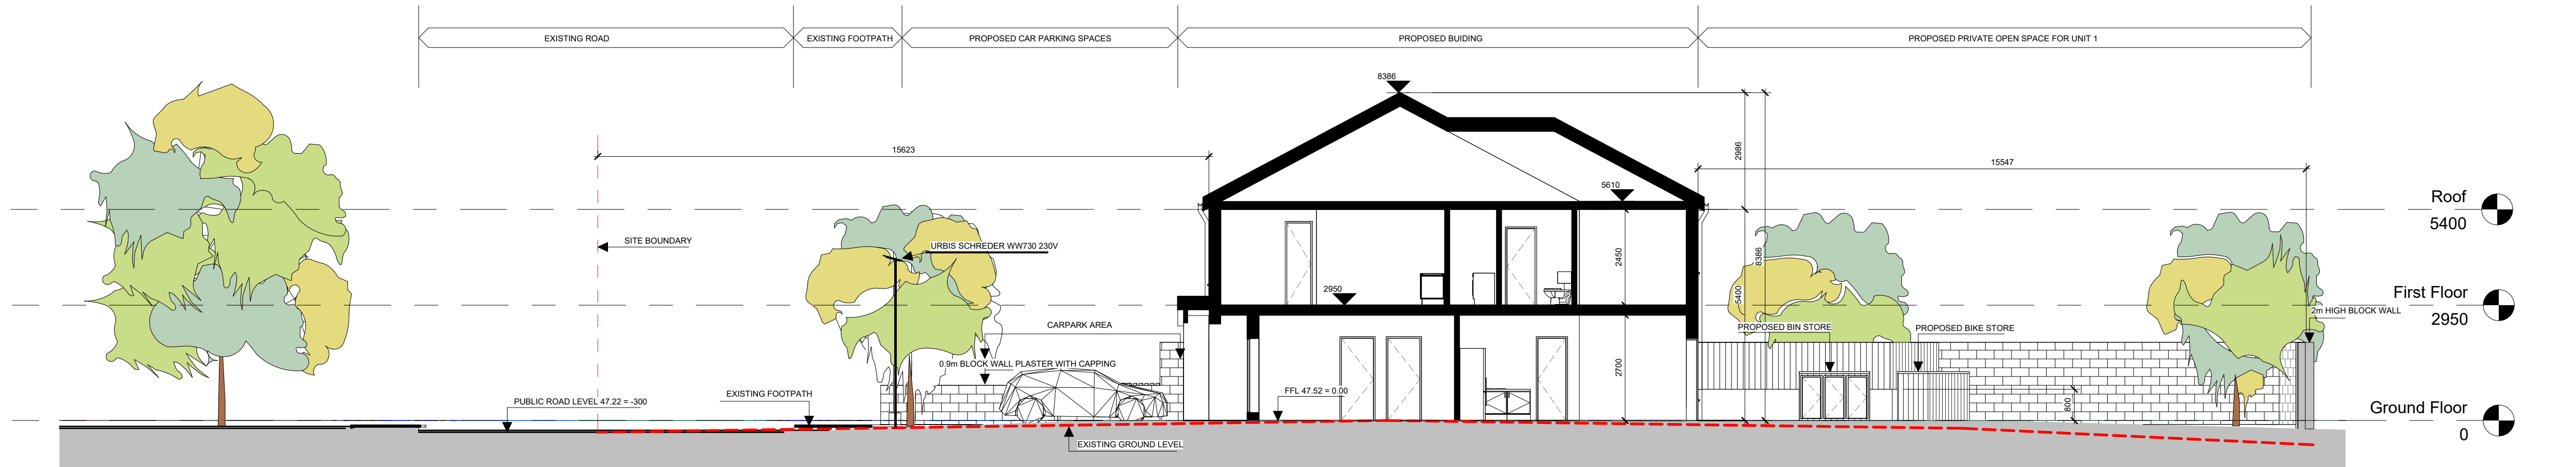 EXISTING ROAD
EXISTING FOOTPATH
PROPOSED CAR PARKING SPACES
PROPOSED BUIDING
PROPOSED PRIVATE OPEN SPACE FOR UNIT 1
8386
15623
2986
15547
5610
Roof
5400
SITE BOUNDARY
URBIS SCHREDER WW730 230V
2450
8386
2950
5400
First Floor
2950
2m HIGH BLOCK WALL
CARPARK AREA
PROPOSED BIN STORE
PROPOSED BIKE STORE
0.9m BLOCK WALL PLASTER WITH CAPPING
2700
EXISTING FOOTPATH
FFL 47.52 = 0.00
PUBLIC ROAD LEVEL 47.22 = -300
800
Ground Floor
0
EXISTING GROUND LEVEL